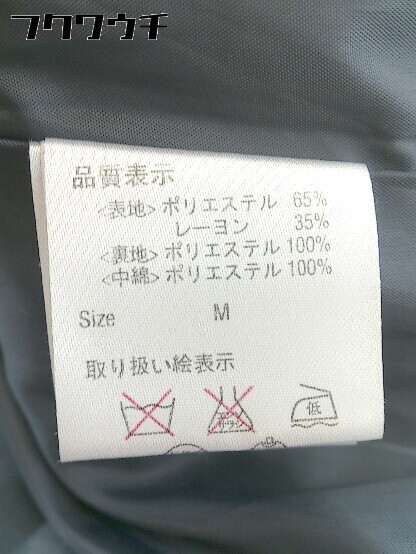 フクワウチ
品質表示
<表地>ポリエステル 65%
レーヨン 35%
<裏地>ポリエステル 100%
<中綿>ポリエステル 100%
Size M
取り扱い絵表示
低